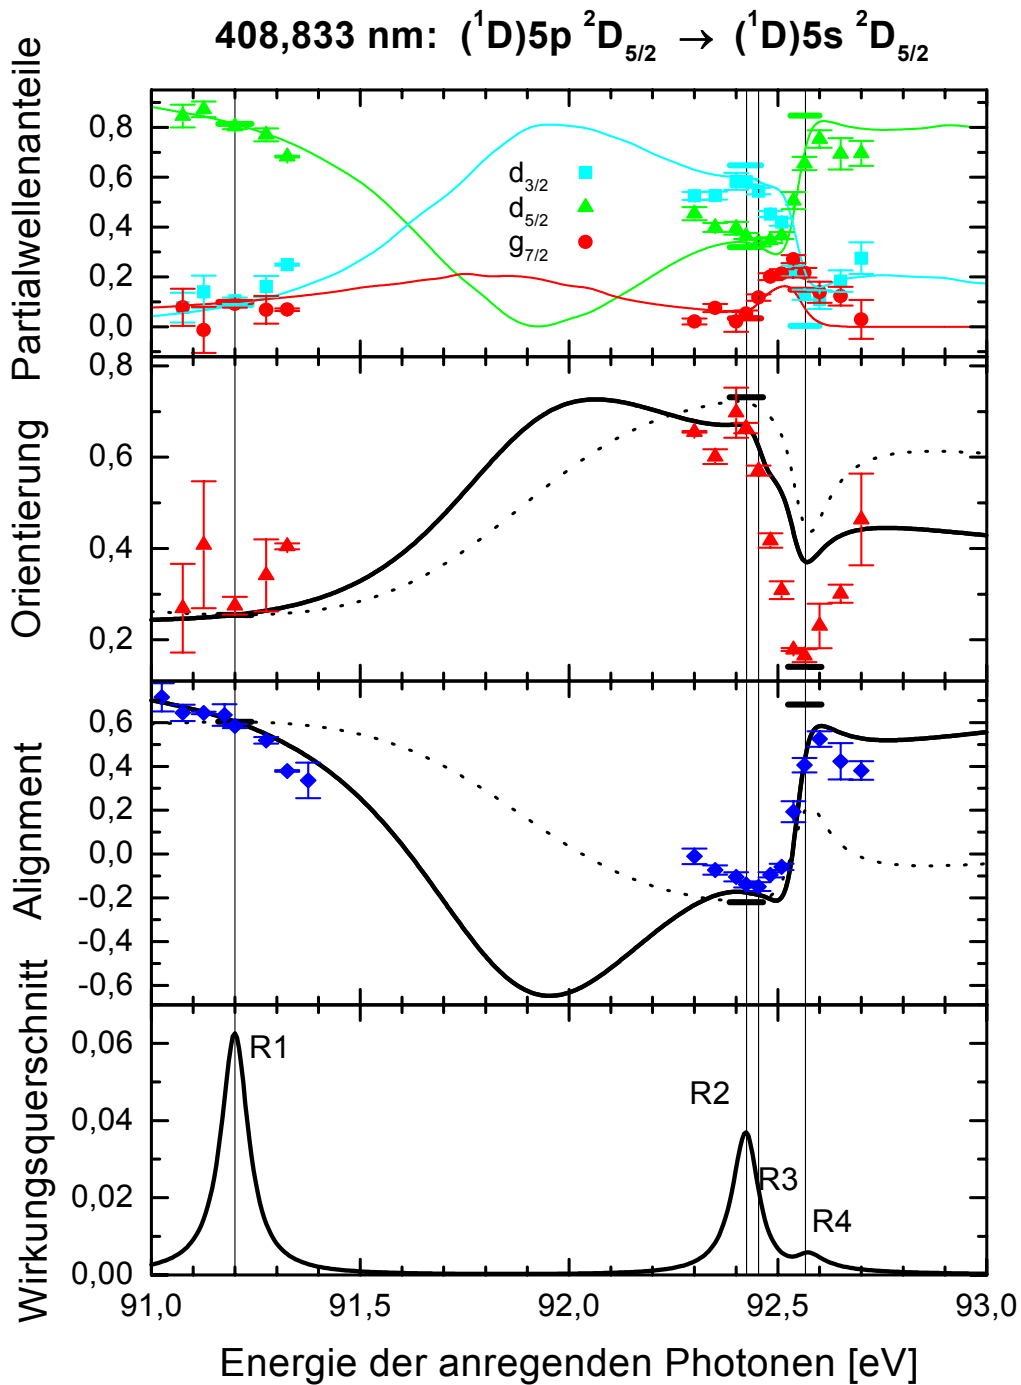 408,833 nm: (¹D)5p ²D₅/₂ → (¹D)5s ²D₅/₂
Partialwellenanteile
0,8
0,6
0,4
0,2
0,0
d₃/₂
d₅/₂
g₇/₂
Orientierung
0,8
0,6
0,4
0,2
Alignment
0,6
0,4
0,2
0,0
-0,2
-0,4
-0,6
Wirkungsquerschnitt
0,06
0,04
0,02
0,00
R1
R2
R3
R4
91,0 91,5 92,0 92,5 93,0
Energie der anregenden Photonen [eV]